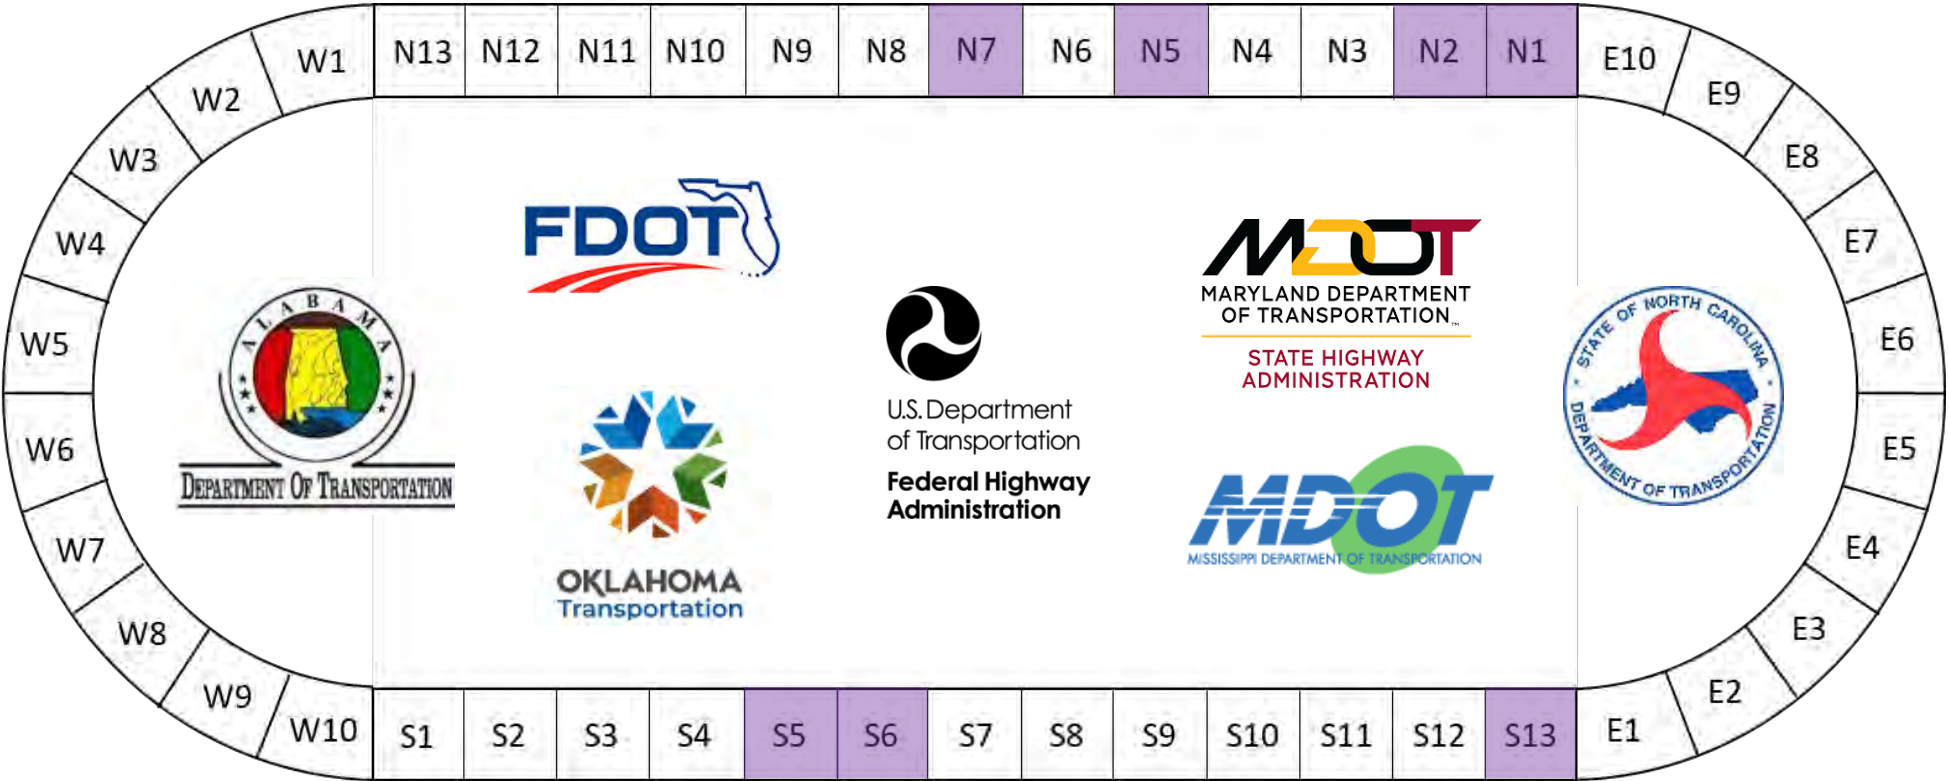 W1 N13 N12 N11 N10 N9 N8 N7 N6 N5 N4 N3 N2 N1 E10
W2
E9
W3
E8
W4
E7
W5
E6
W6
E5
W7
E4
W8
E3
W9
E2
W10 S1 S2 S3 S4 S5 S6 S7 S8 S9 S10 S11 S12 S13 E1
ALABAMA
DEPARTMENT OF TRANSPORTATION
FDOT
OKLAHOMA
Transportation
U.S. Department
of Transportation
Federal Highway
Administration
MDOT
MARYLAND DEPARTMENT
OF TRANSPORTATION™
STATE HIGHWAY
ADMINISTRATION
MDOT
MISSISSIPPI DEPARTMENT OF TRANSPORTATION
STATE OF NORTH CAROLINA
DEPARTMENT OF TRANSPORTATION